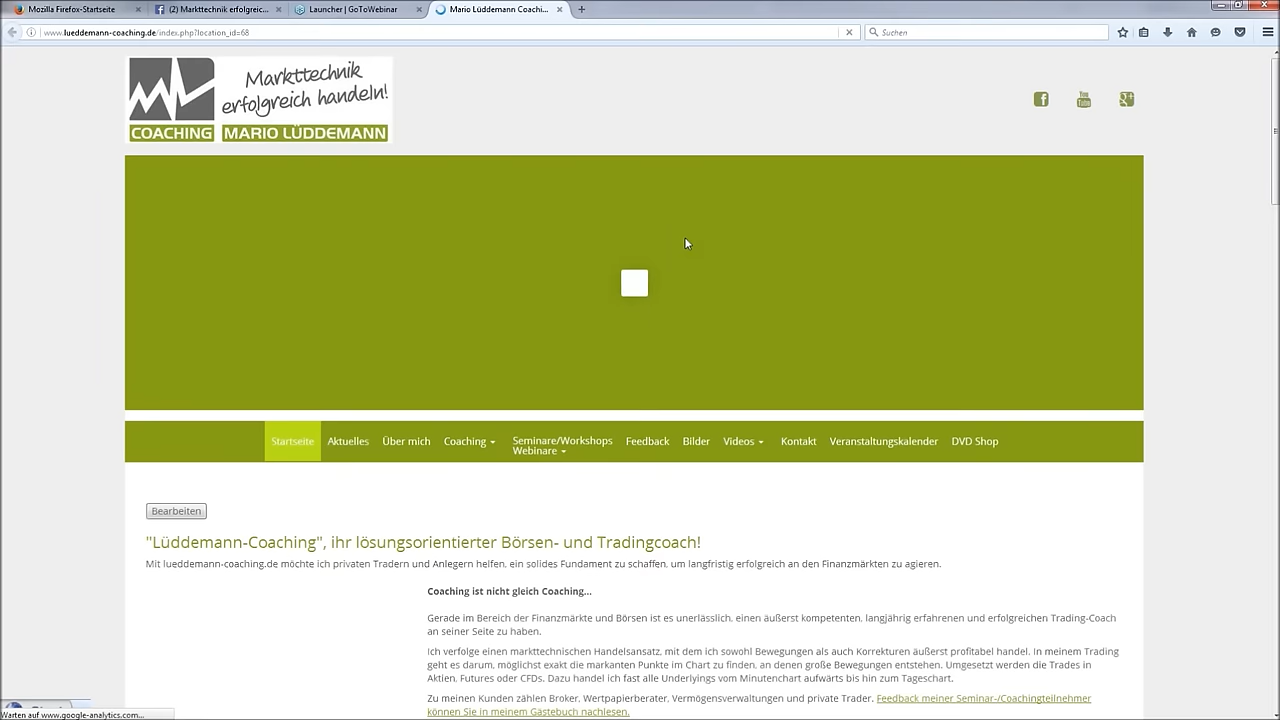 Mozilla Firefox-Startseite
(2) Markttechnik erfolgreic...
Launcher | GoToWebinar
Mario Lüddemann Coachi...
www.lueddemann-coaching.de/index.php?location_id=68
Suchen
Markttechnik
erfolgreich handeln!
COACHING MARIO LÜDDEMANN
You
Tube
Startseite
Aktuelles
Über mich
Coaching
Seminare/Workshops
Webinare
Feedback
Bilder
Videos
Kontakt
Veranstaltungskalender
DVD Shop
Bearbeiten
"Lüddemann-Coaching", ihr lösungsorientierter Börsen- und Tradingcoach!
Mit lueddemann-coaching.de möchte ich privaten Tradern und Anlegern helfen, ein solides Fundament zu schaffen, um langfristig erfolgreich an den Finanzmärkten zu agieren.
Coaching ist nicht gleich Coaching...
Gerade im Bereich der Finanzmärkte und Börsen ist es unerlässlich, einen äußerst kompetenten, langjährig erfahrenen und erfolgreichen Trading-Coach
an seiner Seite zu haben.
Ich verfolge einen markttechnischen Handelsansatz, mit dem ich sowohl Bewegungen als auch Korrekturen äußerst profitabel handel. In meinem Trading
geht es darum, möglichst exakt die markanten Punkte im Chart zu finden, an denen große Bewegungen entstehen. Umgesetzt werden die Trades in
Aktien, Futures oder CFDs. Dazu handel ich fast alle Underlyings vom Minutenchart aufwärts bis hin zum Tageschart.
Zu meinen Kunden zählen Broker, Wertpapierberater, Vermögensverwaltungen und private Trader. Feedback meiner Seminar-/Coachingteilnehmer
können Sie in meinem Gästebuch nachlesen.
Warten auf www.google-analytics.com...